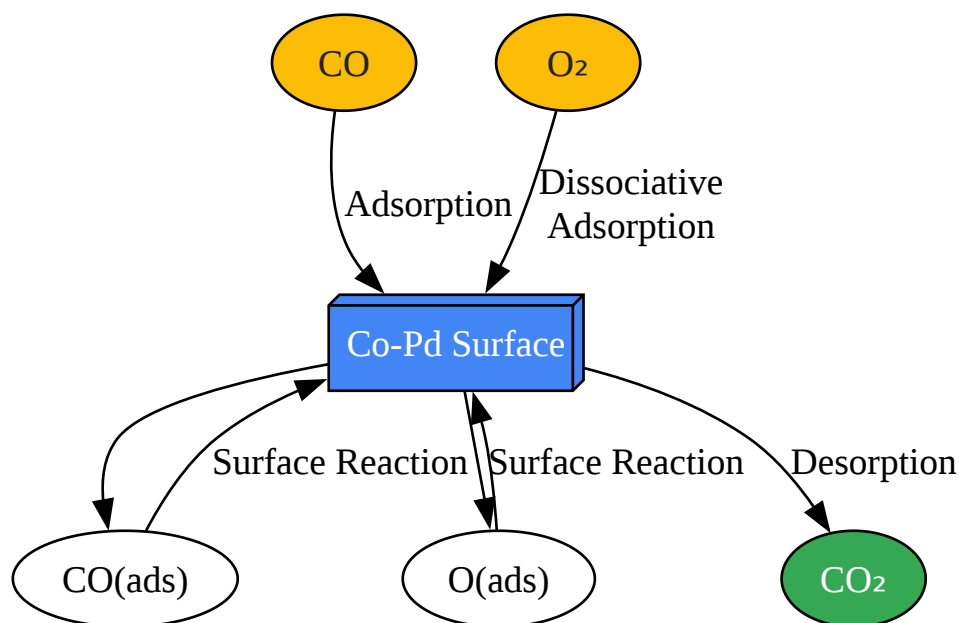 CO
O₂
Adsorption
Dissociative
Adsorption
Co-Pd Surface
Surface Reaction
Surface Reaction
Desorption
CO(ads)
O(ads)
CO₂